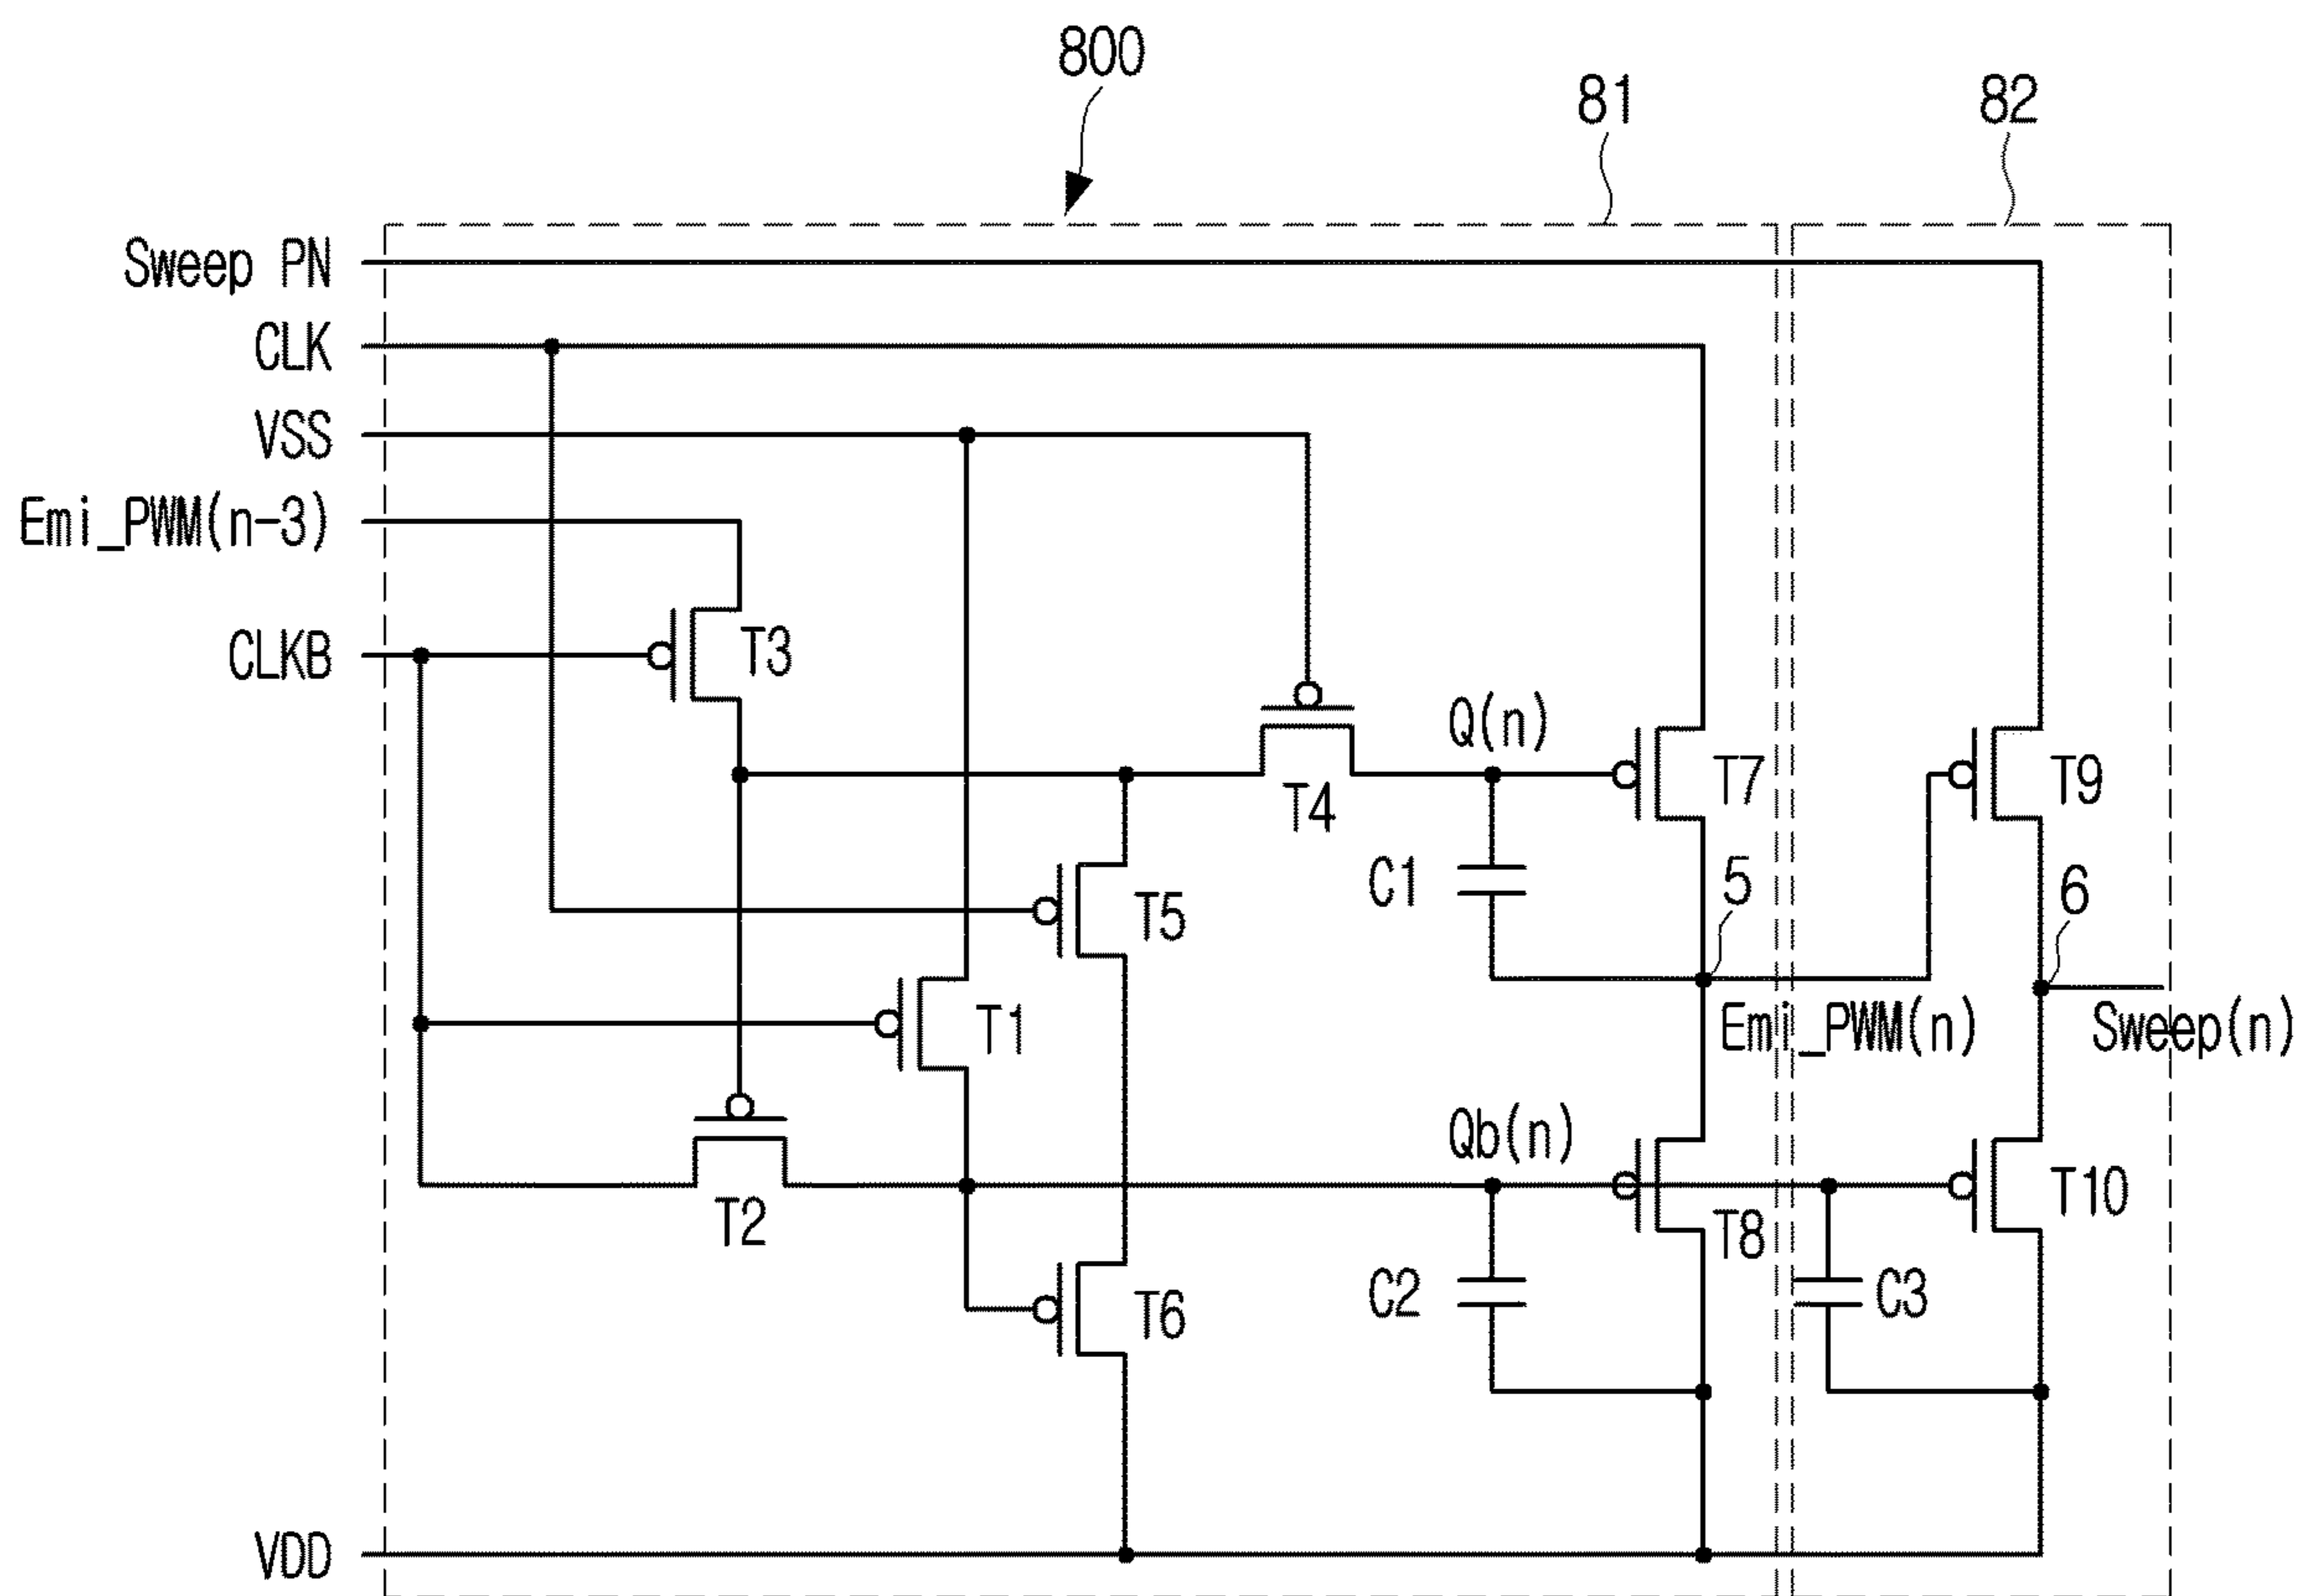 800
81
82
Sweep PN
CLK
VSS
Emi_PWM(n-3)
CLKB
T3
Q(n)
T4
T7
T9
C1
5
6
T5
T1
Emi_PWM(n)
Sweep(n)
Qb(n)
T2
T8
T10
C2
C3
T6
VDD